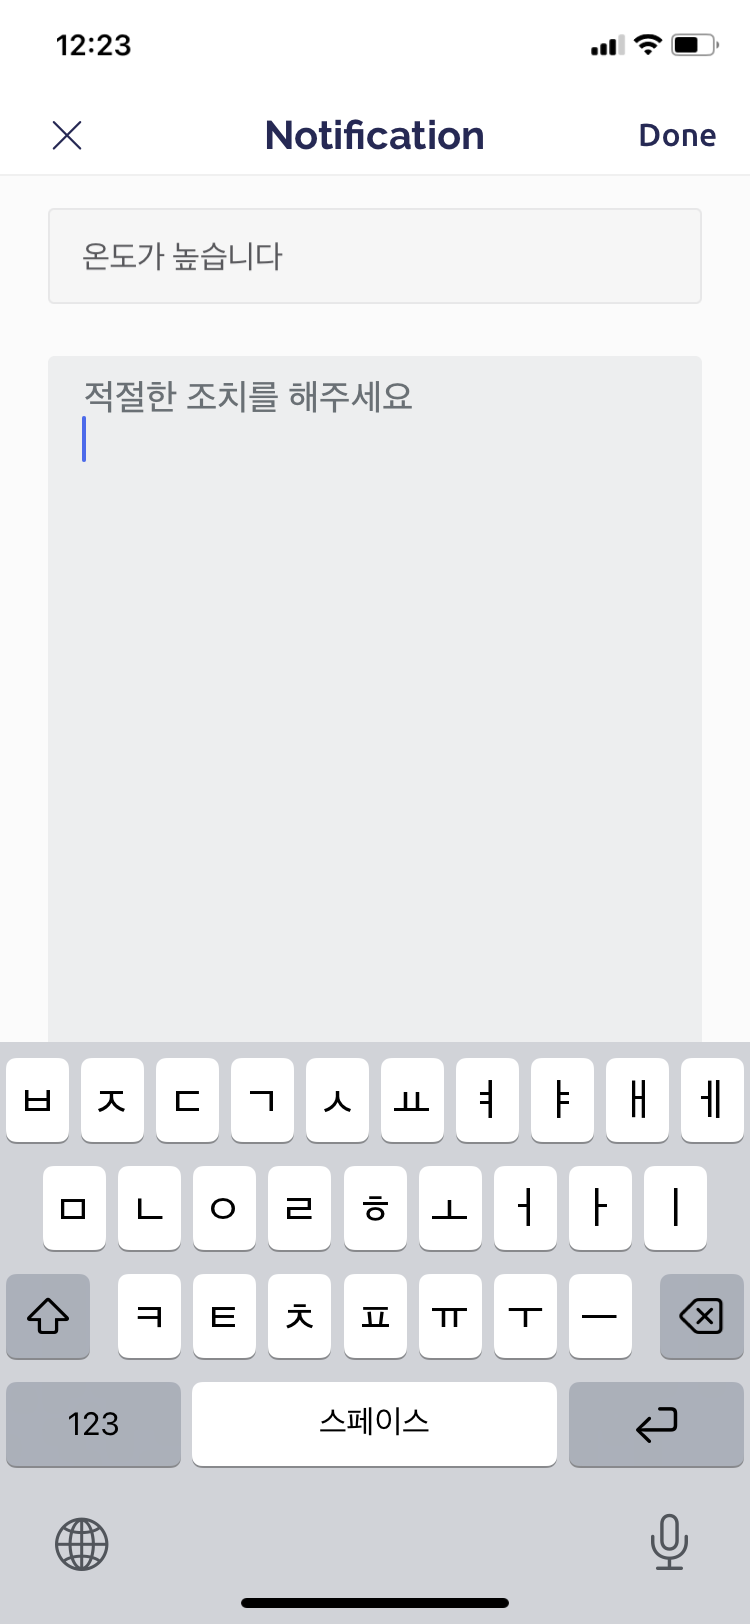 12:23
Notification
Done
온도가 높습니다
적절한 조치를 해주세요
ㅂ ㅈ ㄷ ㄱ ㅅ ㅛ ㅕ ㅑ ㅐ ㅔ
ㅁ ㄴ ㅇ ㄹ ㅎ ㅗ ㅓ ㅏ ㅣ
ㅋ ㅌ ㅊ ㅍ ㅠ ㅜ ㅡ
123 스페이스